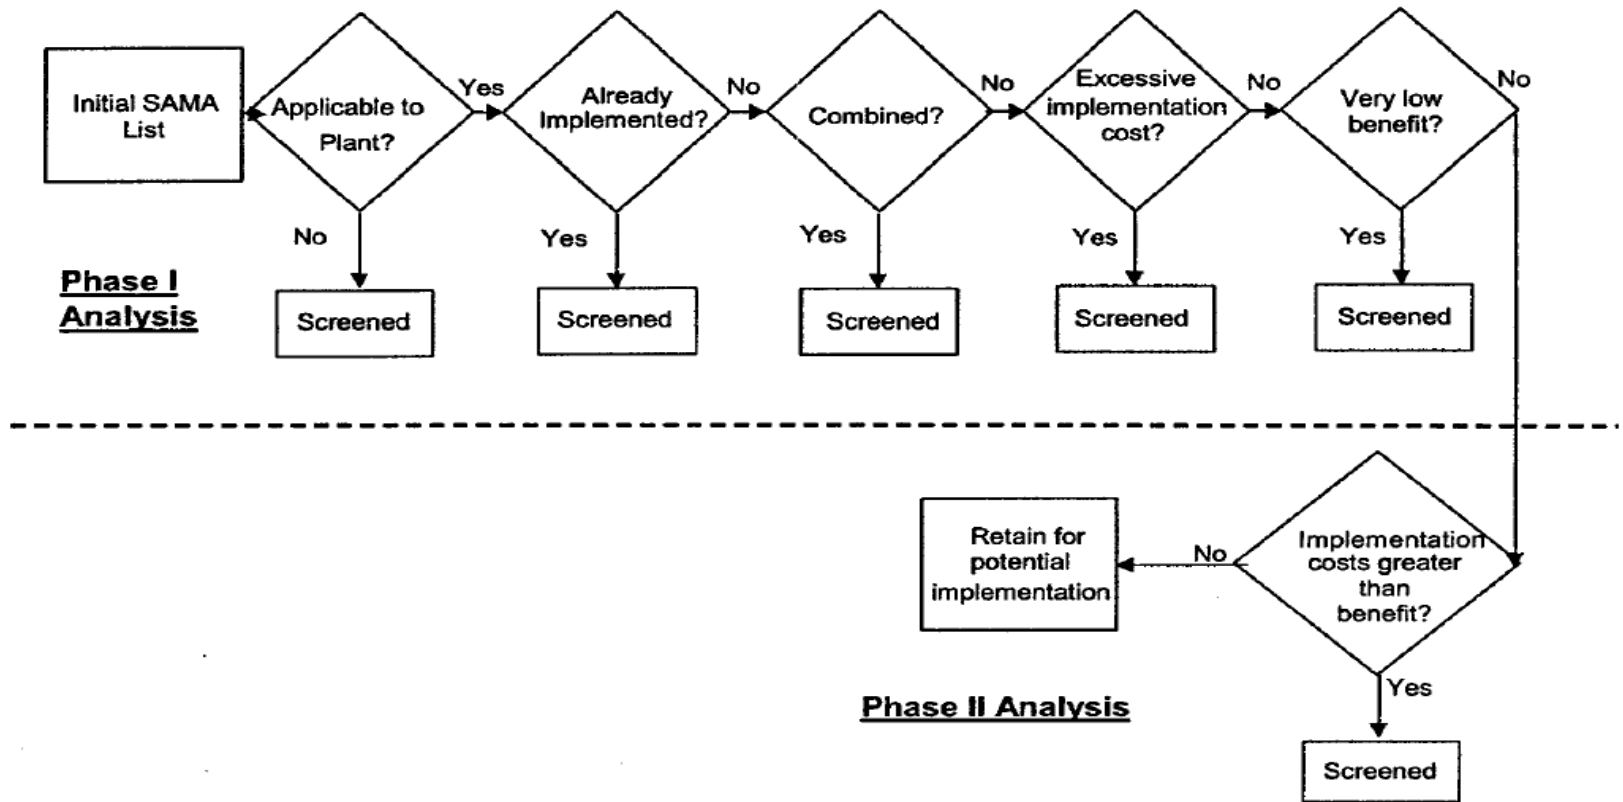 Initial SAMA
List
Applicable to
Plant?
Yes
Already
Implemented?
No
Combined?
No
Excessive
implementation
cost?
No
Very low
benefit?
No
No
Yes
Yes
Yes
Yes
Phase I
Analysis
Screened
Screened
Screened
Screened
Screened
Retain for
potential
implementation
No
Implementation
costs greater
than
benefit?
Yes
Phase II Analysis
Screened